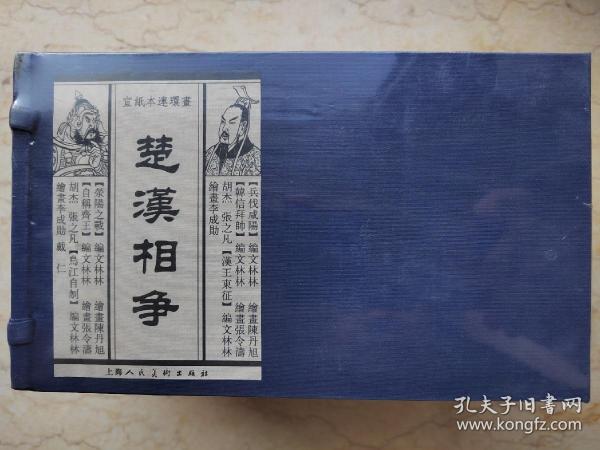 宣紙本連環畫
楚漢相爭
【兵伐咸陽】編文林林 繪畫陳丹旭
【韓信拜帥】編文林林 繪畫
胡杰 張之凡【漢王東征】編文林林
繪畫李成勛
【滎陽之戰】編文林林 繪畫陳丹旭
【自稱齊王】編文林林 繪畫張令濤
胡杰 張之凡【烏江自刎】編文林林
繪畫李成勛 戴 仁
上海人民美術出版社
孔夫子旧書网
www.kongfz.com